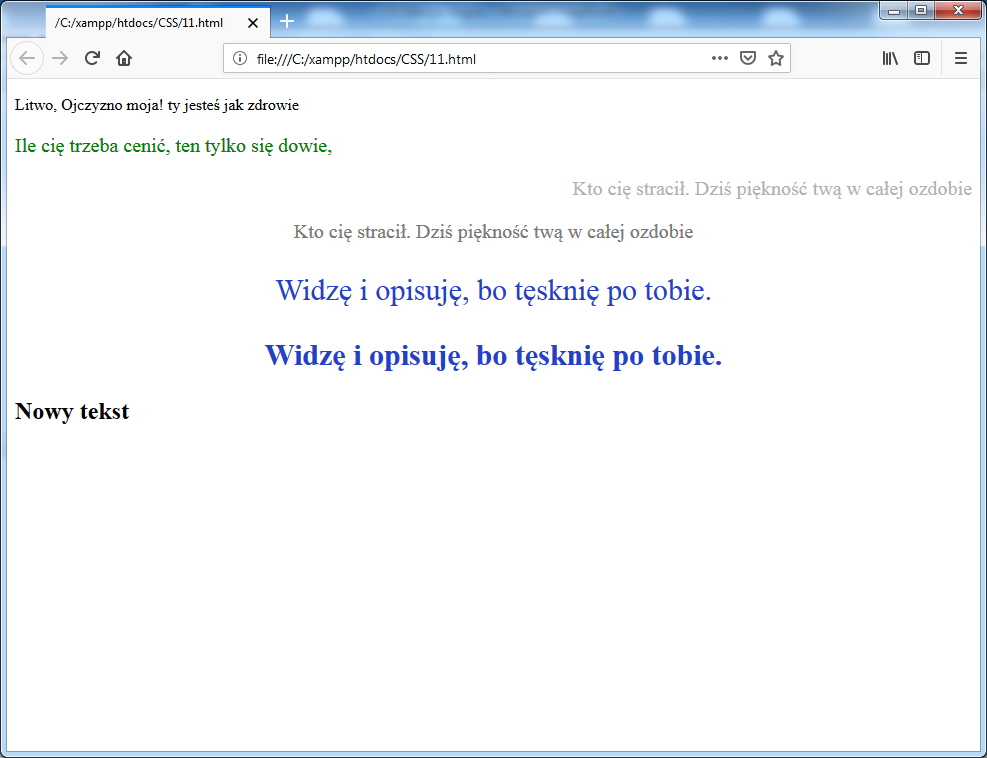 /C:/xampp/htdocs/CSS/11.html
file:///C:/xampp/htdocs/CSS/11.html
Litwo, Ojczyzno moja! ty jesteś jak zdrowie
Ile cię trzeba cenić, ten tylko się dowie,
Kto cię stracił. Dziś piękność twą w całej ozdobie
Kto cię stracił. Dziś piękność twą w całej ozdobie
Widzę i opisuję, bo tęsknię po tobie.
Widzę i opisuję, bo tęsknię po tobie.
Nowy tekst